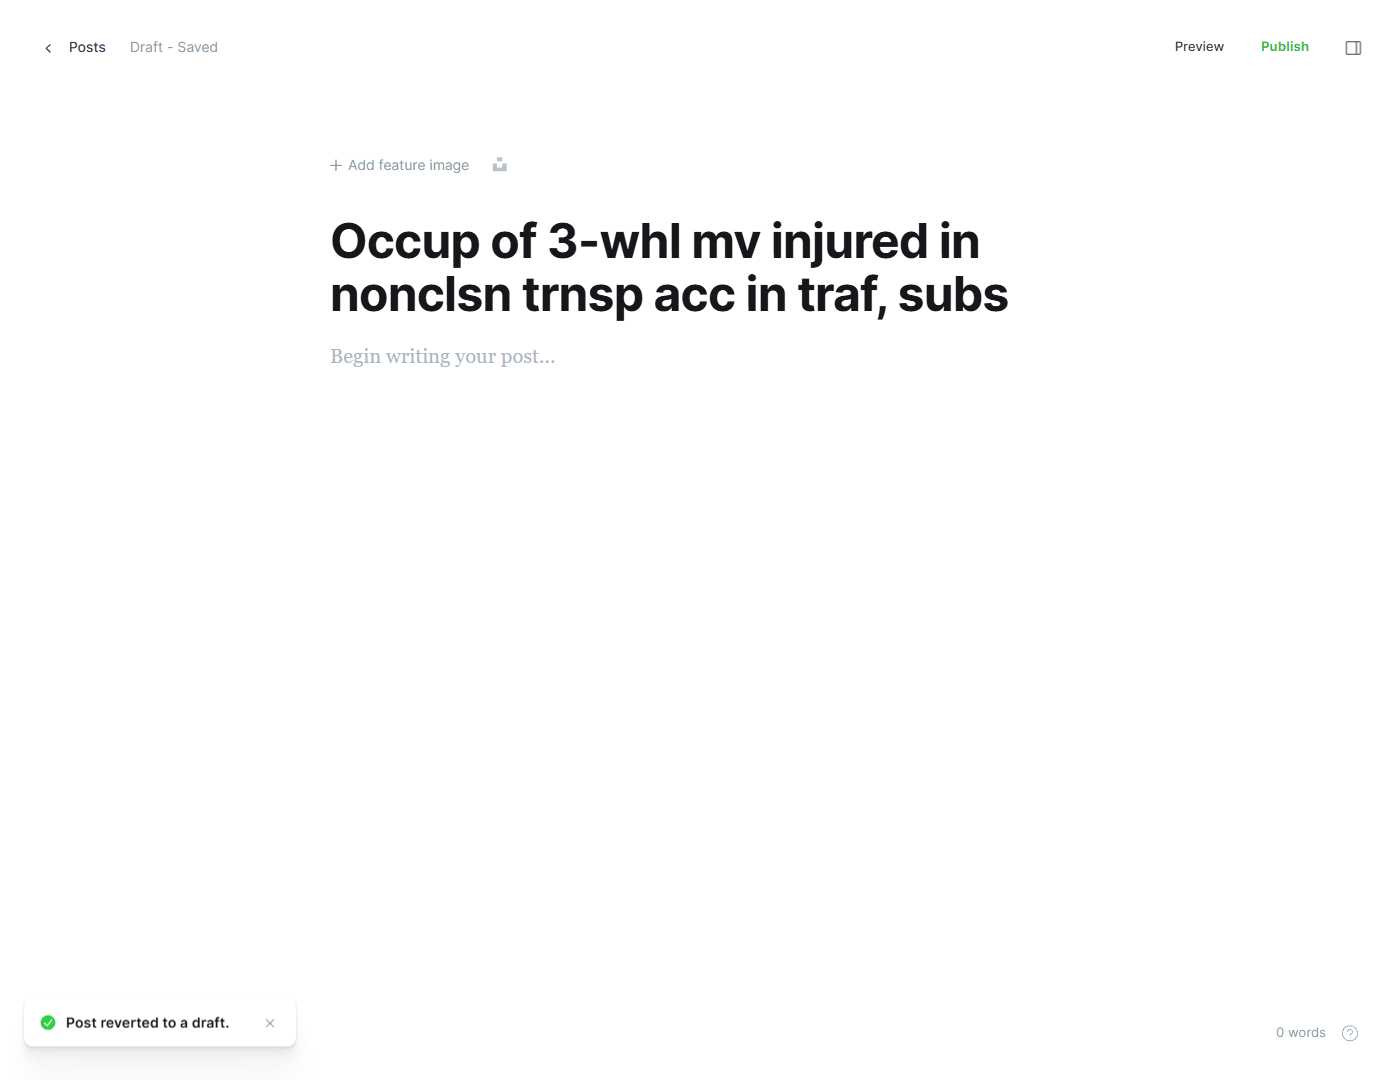 Posts Draft - Saved Preview Publish
Add feature image
Occup of 3-whl mv injured in
nonclsn trnsp acc in traf, subs
Begin writing your post...
Post reverted to a draft.
0 words